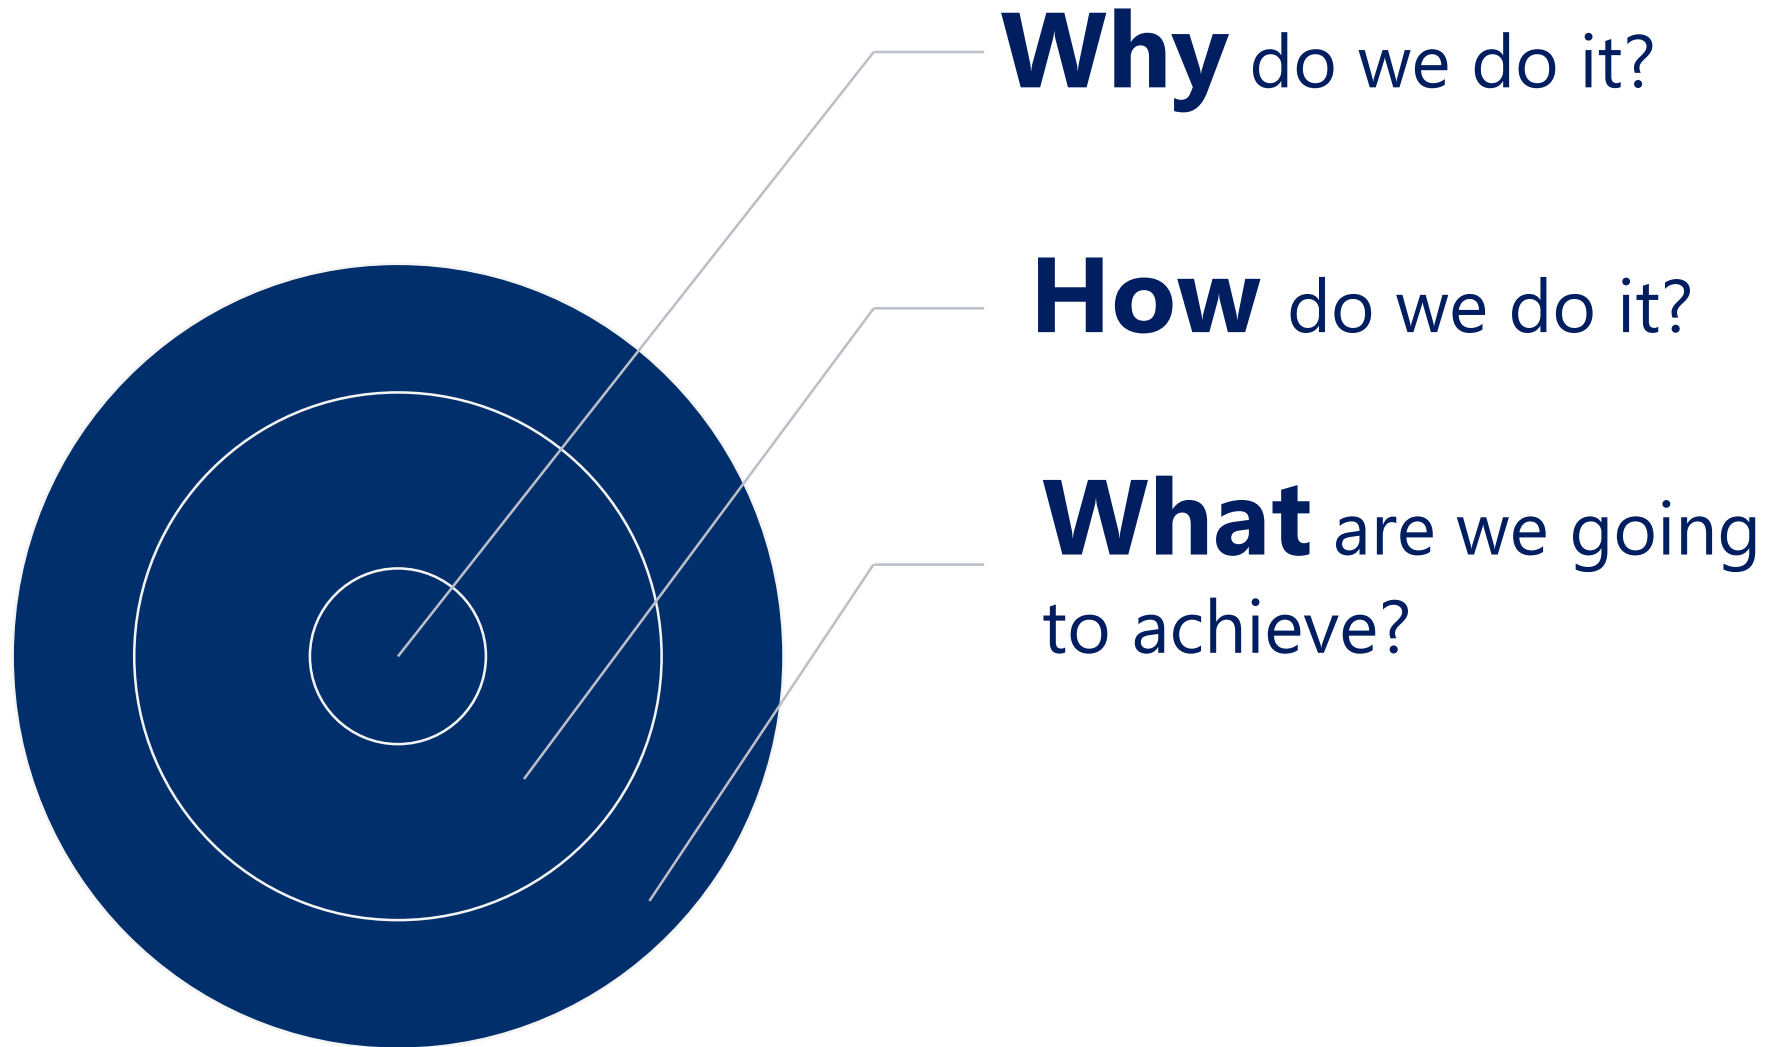 Why do we do it?
How do we do it?
What are we going
to achieve?